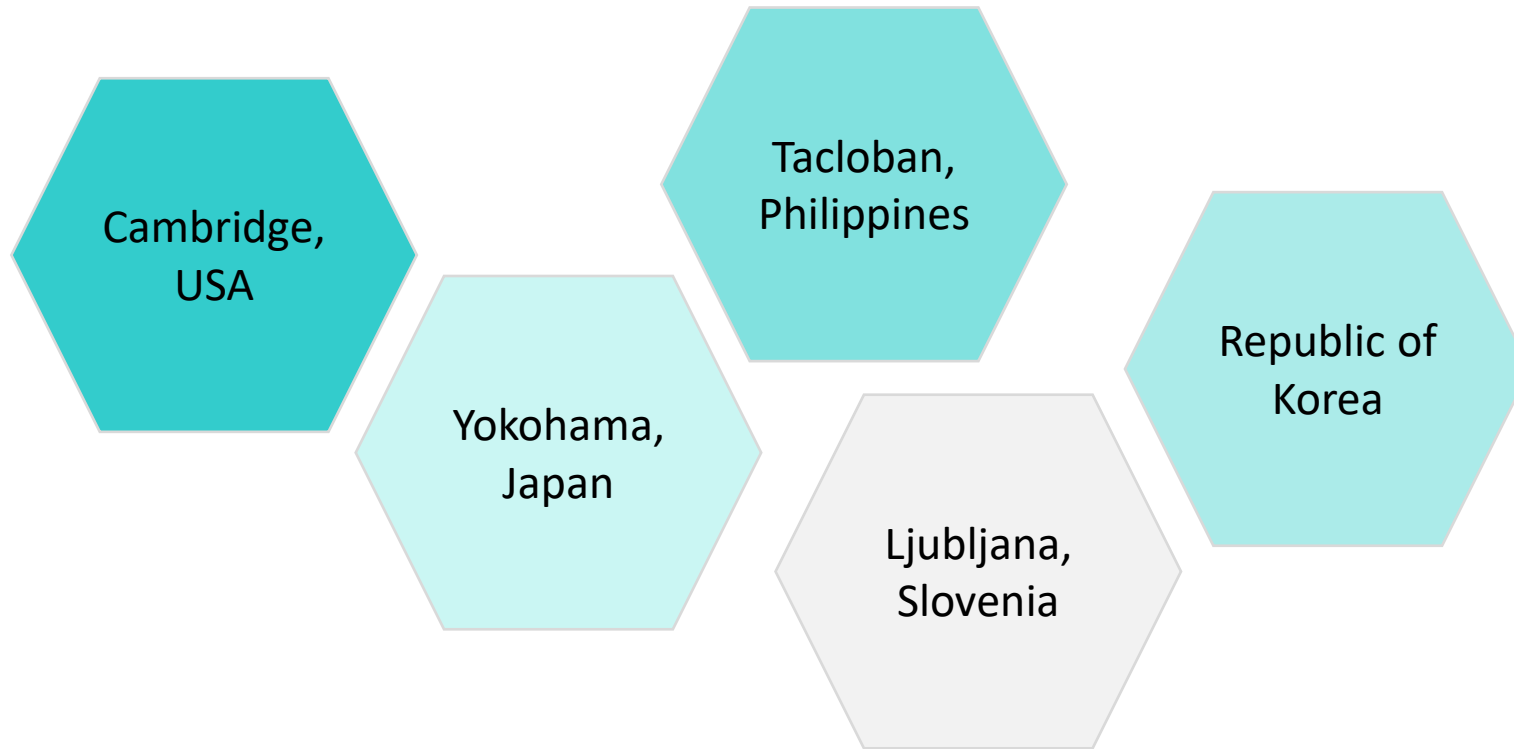 Cambridge,
USA
Yokohama,
Japan
Tacloban,
Philippines
Ljubljana,
Slovenia
Republic of
Korea